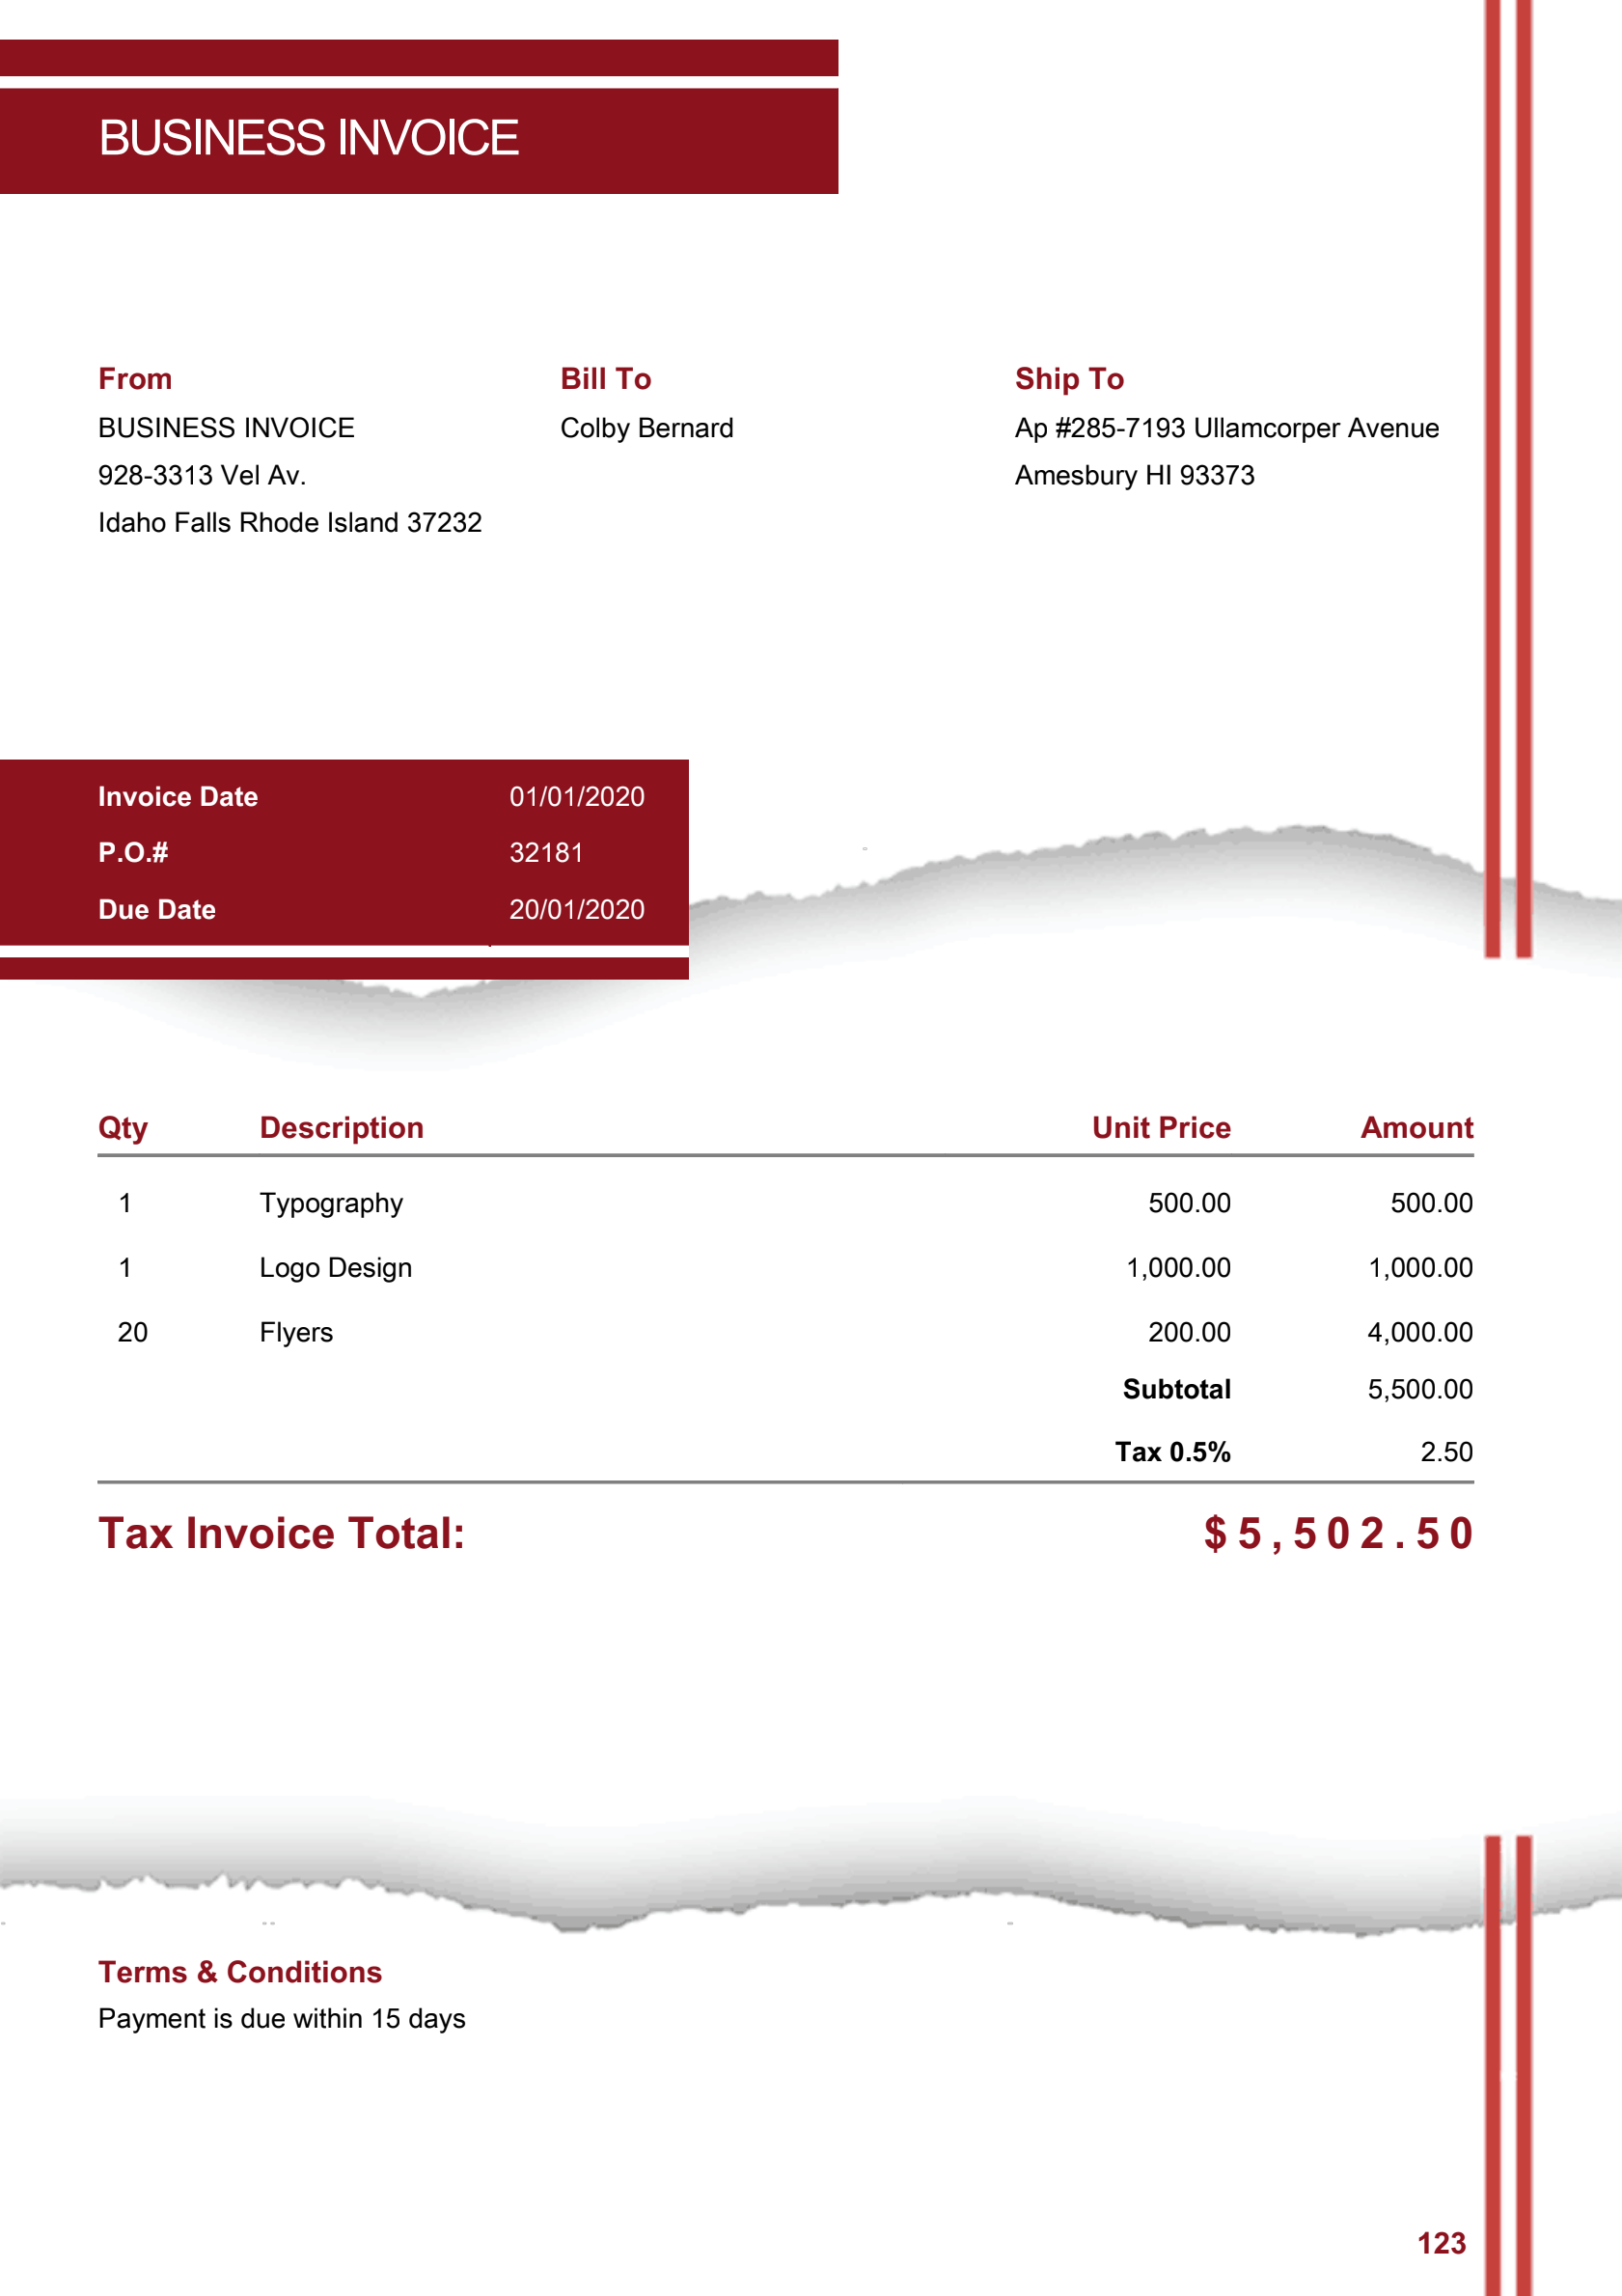 BUSINESS INVOICE
From
BUSINESS INVOICE
928-3313 Vel Av.
Idaho Falls Rhode Island 37232
Bill To
Colby Bernard
Ship To
Ap #285-7193 Ullamcorper Avenue
Amesbury HI 93373
Invoice Date 01/01/2020
P.O.# 32181
Due Date 20/01/2020
Qty Description Unit Price Amount
1 Typography 500.00 500.00
1 Logo Design 1,000.00 1,000.00
20 Flyers 200.00 4,000.00
Subtotal 5,500.00
Tax 0.5% 2.50
Tax Invoice Total: $5,502.50
Terms & Conditions
Payment is due within 15 days
123